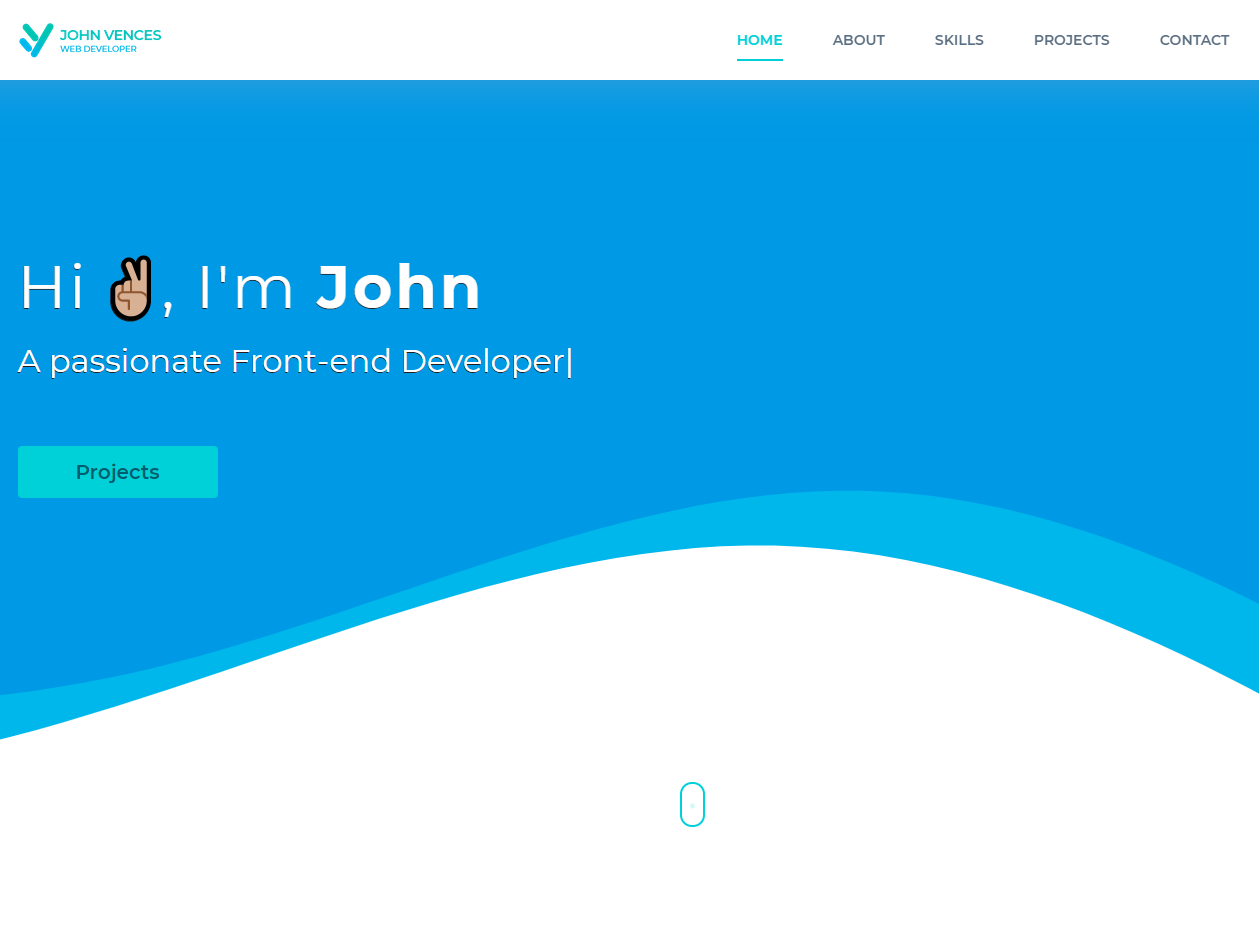 JOHN VENCES
WEB DEVELOPER
HOME ABOUT SKILLS PROJECTS CONTACT
Hi ✌🏽, I'm John
A passionate Front-end Developer|
Projects